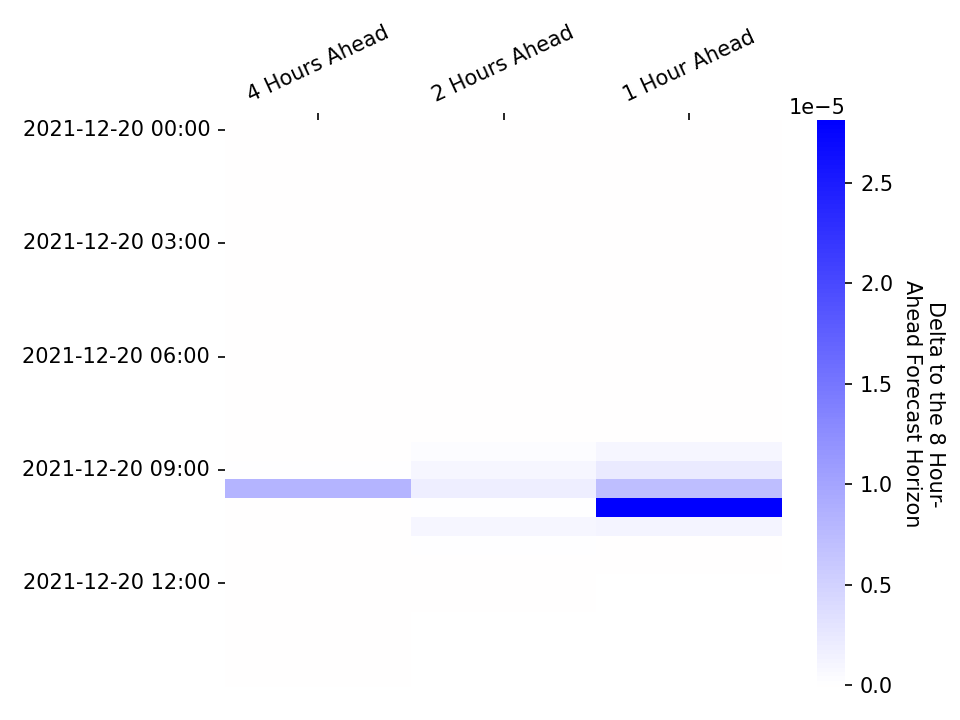 4 Hours Ahead
2 Hours Ahead
1 Hour Ahead
1e−5
2021-12-20 00:00
2021-12-20 03:00
2021-12-20 06:00
2021-12-20 09:00
2021-12-20 12:00
2.5
2.0
1.5
1.0
0.5
0.0
Delta to the 8 Hour-
Ahead Forecast Horizon